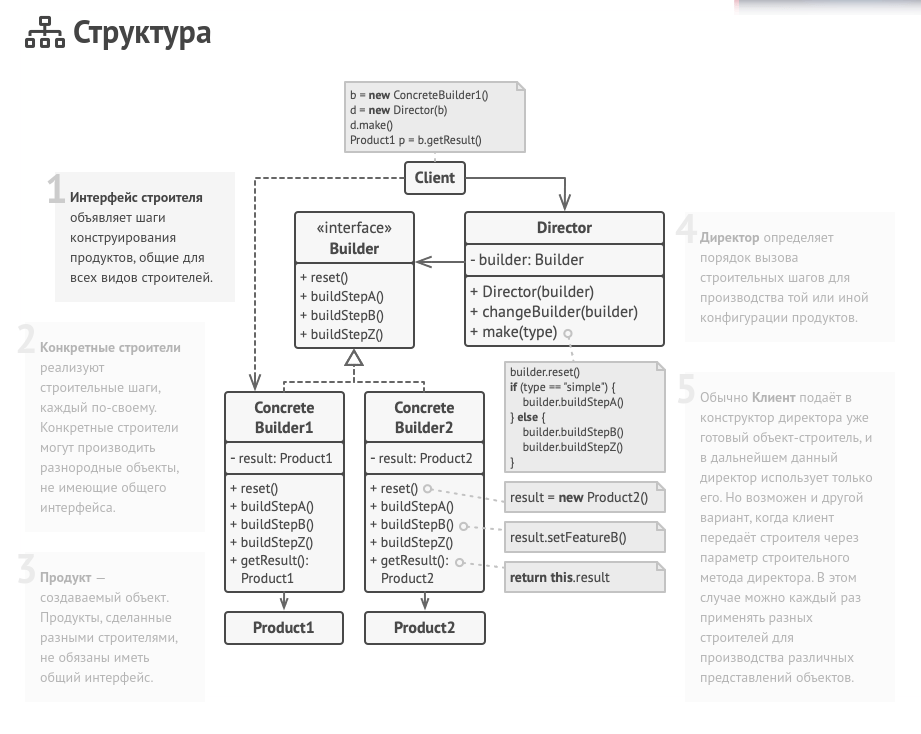 Структура
b = new ConcreteBuilder1()
d = new Director(b)
d.make()
Product1 p = b.getResult()
Client
1
Интерфейс строителя
объявляет шаги
конструирования
продуктов, общие для
всех видов строителей.
«interface»
Builder
+ reset()
+ buildStepA()
+ buildStepB()
+ buildStepZ()
Director
- builder: Builder
+ Director(builder)
+ changeBuilder(builder)
+ make(type)
4
Директор определяет
порядок вызова
строительных шагов для
производства той или иной
конфигурации продуктов.
2
Конкретные строители
реализуют
строительные шаги,
каждый по-своему.
Конкретные строители
могут производить
разнородные объекты,
не имеющие общего
интерфейса.
builder.reset()
if (type == "simple") {
builder.buildStepA()
} else {
builder.buildStepB()
builder.buildStepZ()
}
Concrete
Builder1
- result: Product1
+ reset()
+ buildStepA()
+ buildStepB()
+ buildStepZ()
+ getResult():
Product1
Concrete
Builder2
- result: Product2
+ reset()
+ buildStepA()
+ buildStepB()
+ buildStepZ()
+ getResult():
Product2
result = new Product2()
result.setFeatureB()
return this.result
5
Обычно Клиент подаёт в
конструктор директора уже
готовый объект-строитель, и
в дальнейшем данный
директор использует только
его. Но возможен и другой
вариант, когда клиент
передаёт строителя через
параметр строительного
метода директора. В этом
случае можно каждый раз
применять разных
строителей для
производства различных
представлений объектов.
3
Продукт —
создаваемый объект.
Продукты, сделанные
разными строителями,
не обязаны иметь
общий интерфейс.
Product1
Product2